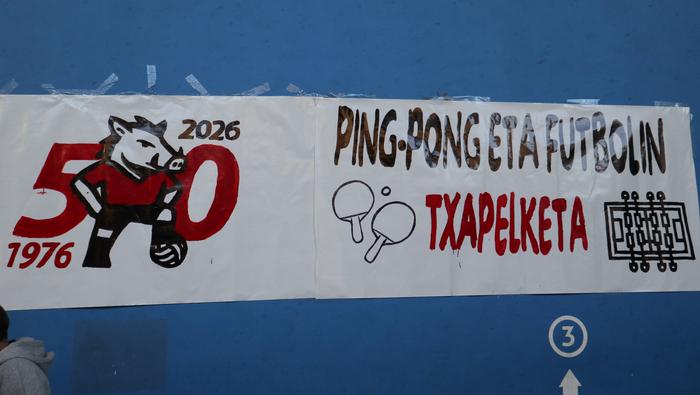 2026
50
1976
PING-PONG ETA FUTBOLIN
TXAPELKETA
3